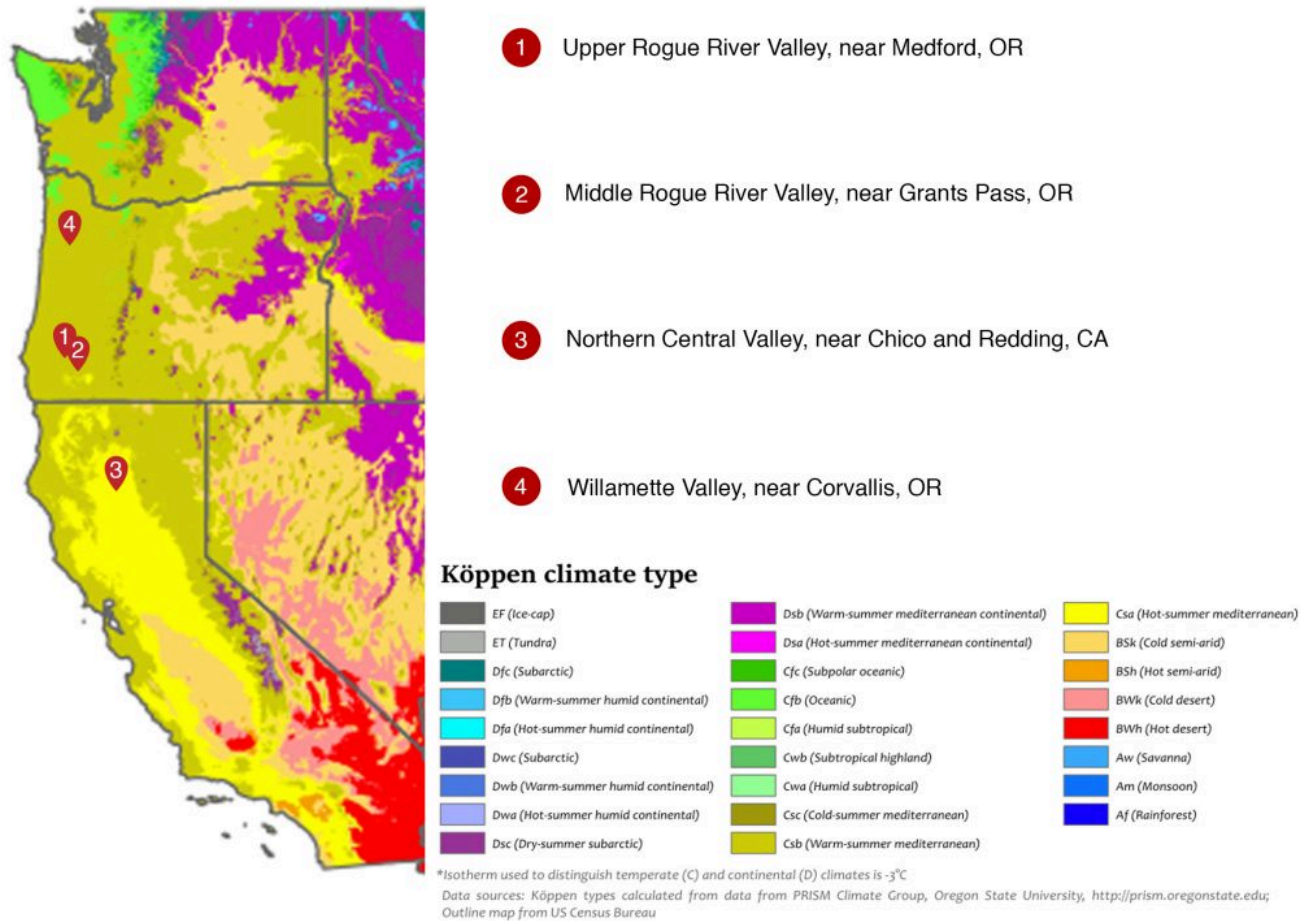 1 Upper Rogue River Valley, near Medford, OR
2 Middle Rogue River Valley, near Grants Pass, OR
3 Northern Central Valley, near Chico and Redding, CA
4 Willamette Valley, near Corvallis, OR
4
1
2
3
Köppen climate type
EF (Ice-cap)
ET (Tundra)
Dfc (Subarctic)
Dfb (Warm-summer humid continental)
Dfa (Hot-summer humid continental)
Dwc (Subarctic)
Dwb (Warm-summer humid continental)
Dwa (Hot-summer humid continental)
Dsc (Dry-summer subarctic)
Dsb (Warm-summer mediterranean continental)
Dsa (Hot-summer mediterranean continental)
Cfc (Subpolar oceanic)
Cfb (Oceanic)
Cfa (Humid subtropical)
Cwb (Subtropical highland)
Cwa (Humid subtropical)
Csc (Cold-summer mediterranean)
Csb (Warm-summer mediterranean)
Csa (Hot-summer mediterranean)
BSk (Cold semi-arid)
BSh (Hot semi-arid)
BWk (Cold desert)
BWh (Hot desert)
Aw (Savanna)
Am (Monsoon)
Af (Rainforest)
*Isotherm used to distinguish temperate (C) and continental (D) climates is -3°C
Data sources: Köppen types calculated from data from PRISM Climate Group, Oregon State University, http://prism.oregonstate.edu;
Outline map from US Census Bureau